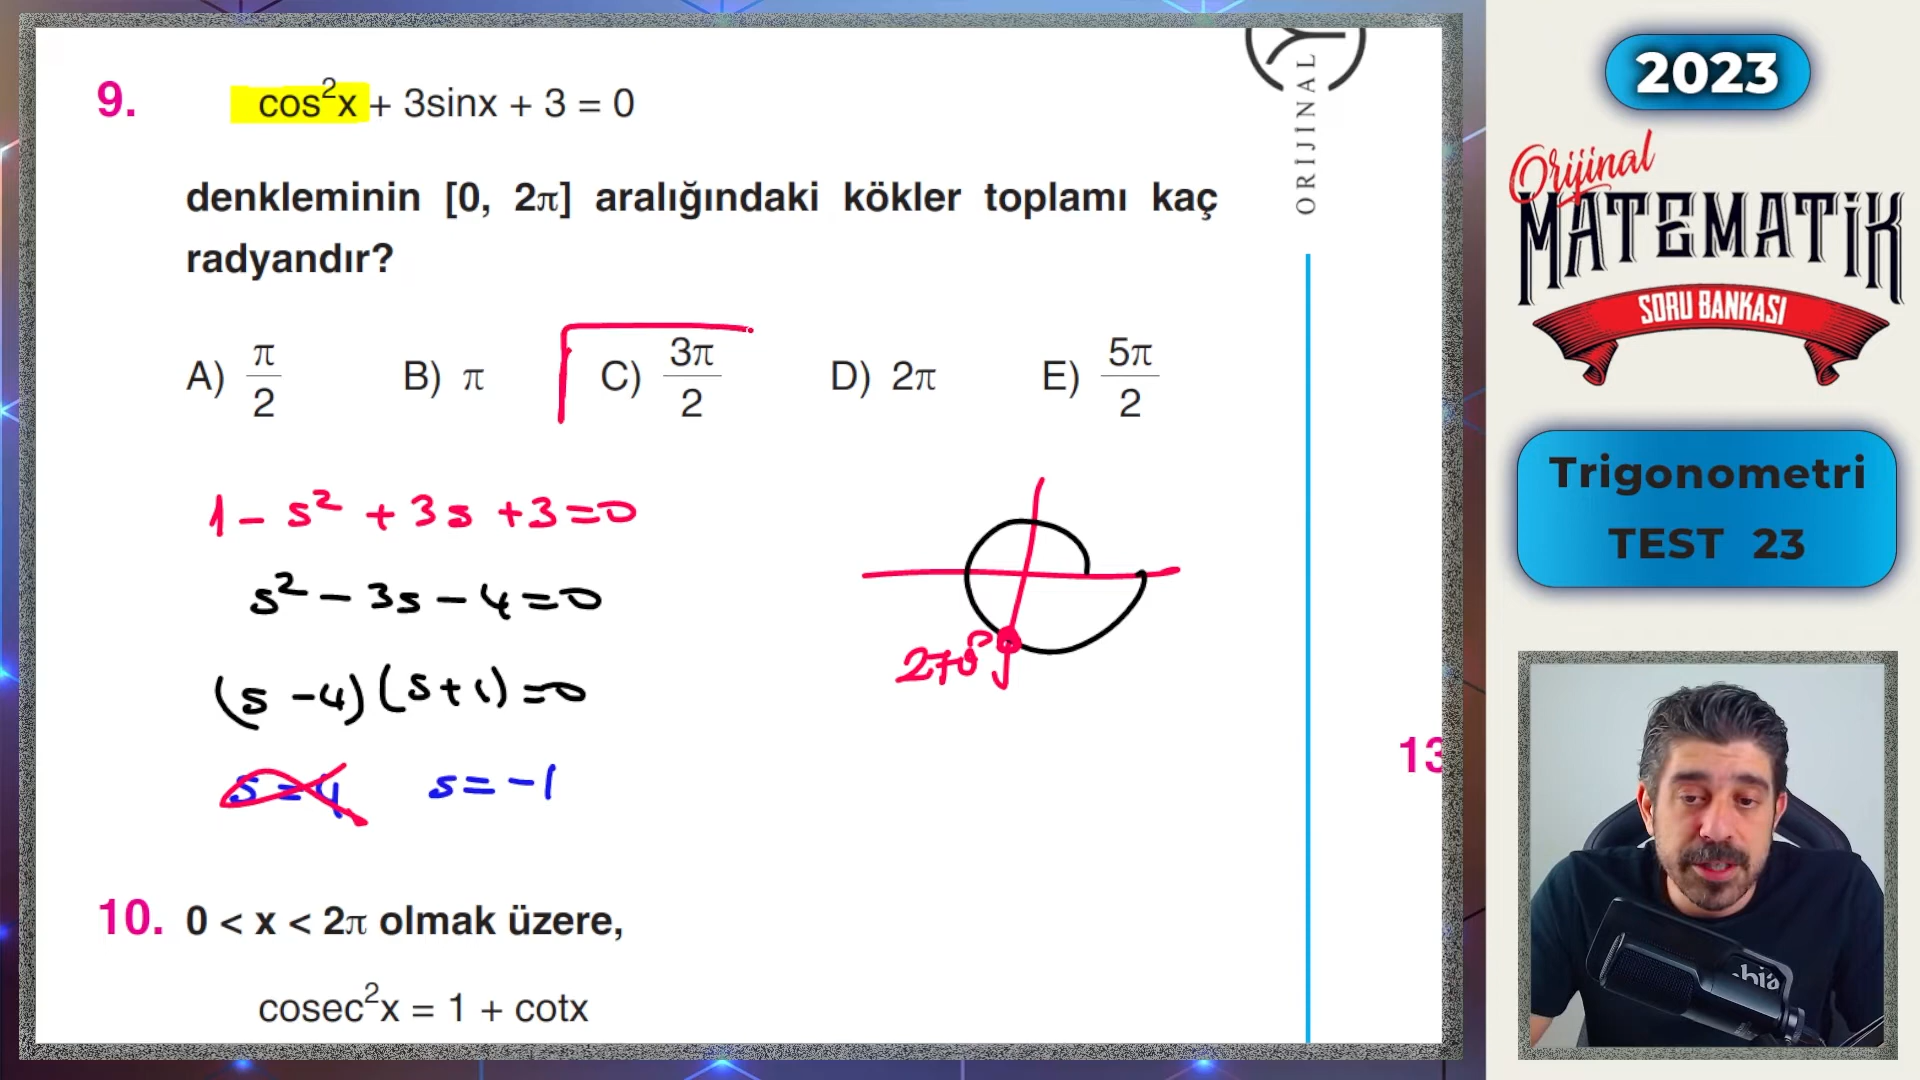 ORİJİNAL
9. cos²x + 3sinx + 3 = 0
denkleminin [0, 2π] aralığındaki kökler toplamı kaç
radyandır?
A) π/2 B) π C) 3π/2 D) 2π E) 5π/2
1 - s² + 3s + 3 = 0
s² - 3s - 4 = 0
(s - 4)(s + 1) = 0
s = 4 s = -1
270°
13
10. 0 < x < 2π olmak üzere,
cosec²x = 1 + cotx
2023
Orijinal
MATEMATİK
SORU BANKASI
Trigonometri
TEST 23